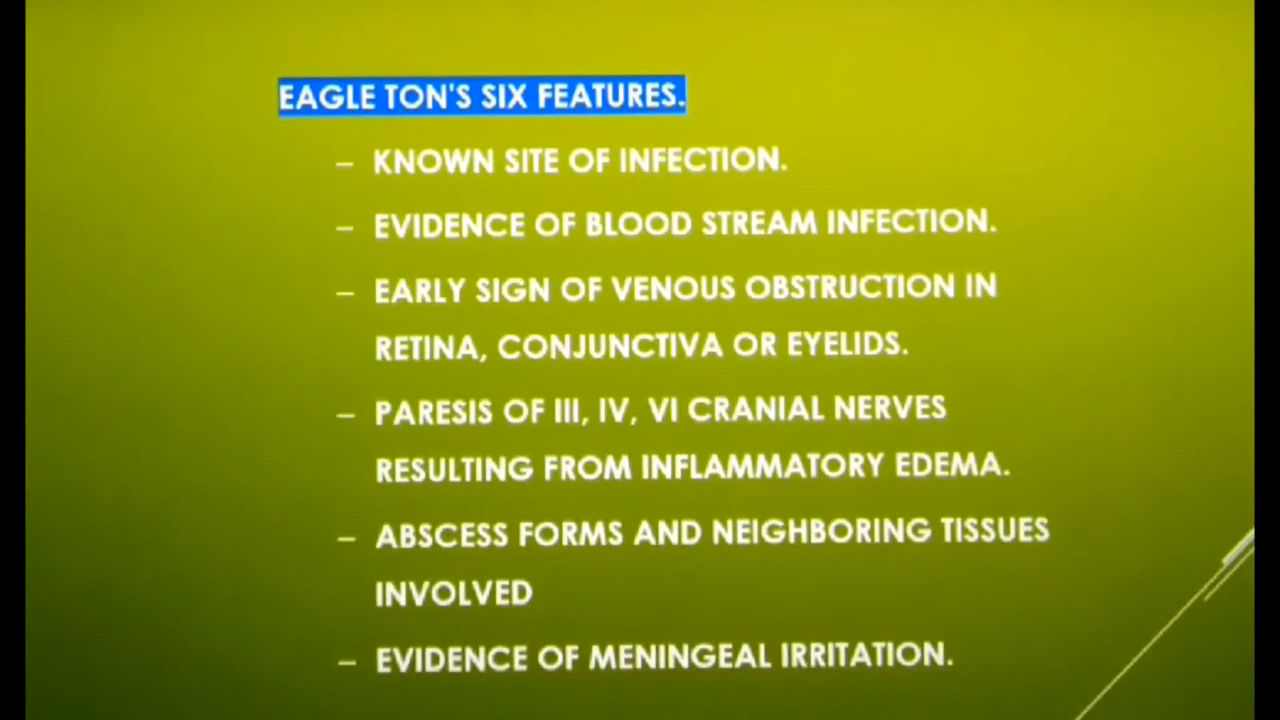 EAGLE TON'S SIX FEATURES.
– KNOWN SITE OF INFECTION.
– EVIDENCE OF BLOOD STREAM INFECTION.
– EARLY SIGN OF VENOUS OBSTRUCTION IN
RETINA, CONJUNCTIVA OR EYELIDS.
– PARESIS OF III, IV, VI CRANIAL NERVES
RESULTING FROM INFLAMMATORY EDEMA.
– ABSCESS FORMS AND NEIGHBORING TISSUES
INVOLVED
– EVIDENCE OF MENINGEAL IRRITATION.